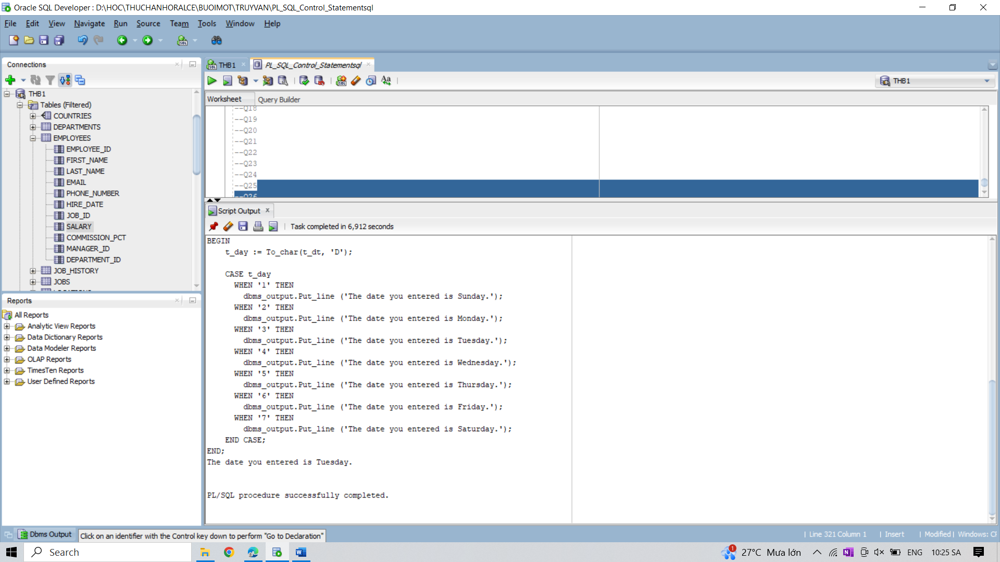 Oracle SQL Developer : D:\HOC\THUCHANHORALCE\BUOIMOT\TRUYVAN\PL_SQL_Control_Statementsql
File Edit View Navigate Run Source Team Tools Window Help
Connections
THB1
Tables (Filtered)
COUNTRIES
DEPARTMENTS
EMPLOYEES
EMPLOYEE_ID
FIRST_NAME
LAST_NAME
EMAIL
PHONE_NUMBER
HIRE_DATE
JOB_ID
SALARY
COMMISSION_PCT
MANAGER_ID
DEPARTMENT_ID
JOB_HISTORY
JOBS
LOCATIONS
Reports
All Reports
Analytic View Reports
Data Dictionary Reports
Data Modeler Reports
OLAP Reports
TimesTen Reports
User Defined Reports
THB1 PL_SQL_Control_Statementsql
THB1
Worksheet Query Builder
--Q18
--Q19
--Q20
--Q21
--Q22
--Q23
--Q24
--Q25
--Q26
Script Output
Task completed in 6,912 seconds
BEGIN
t_day := To_char(t_dt, 'D');
CASE t_day
WHEN '1' THEN
dbms_output.Put_line ('The date you entered is Sunday.');
WHEN '2' THEN
dbms_output.Put_line ('The date you entered is Monday.');
WHEN '3' THEN
dbms_output.Put_line ('The date you entered is Tuesday.');
WHEN '4' THEN
dbms_output.Put_line ('The date you entered is Wednesday.');
WHEN '5' THEN
dbms_output.Put_line ('The date you entered is Thursday.');
WHEN '6' THEN
dbms_output.Put_line ('The date you entered is Friday.');
WHEN '7' THEN
dbms_output.Put_line ('The date you entered is Saturday.');
END CASE;
END;
The date you entered is Tuesday.
PL/SQL procedure successfully completed.
Dbms Output Click on an identifier with the Control key down to perform "Go to Declaration"
| Line 321 Column 1 | Insert | Modified | Windows: CF
Search
1 27°C Mưa lớn ENG 10:25 SA